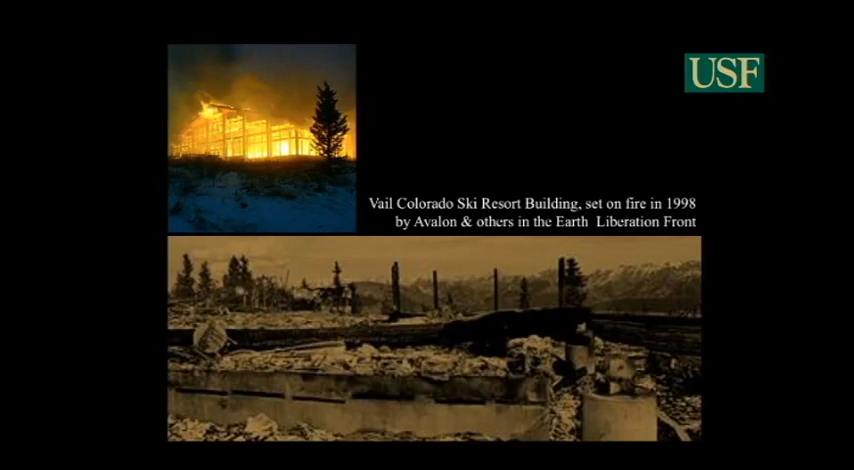 USF
Vail Colorado Ski Resort Building, set on fire in 1998
by Avalon & others in the Earth Liberation Front